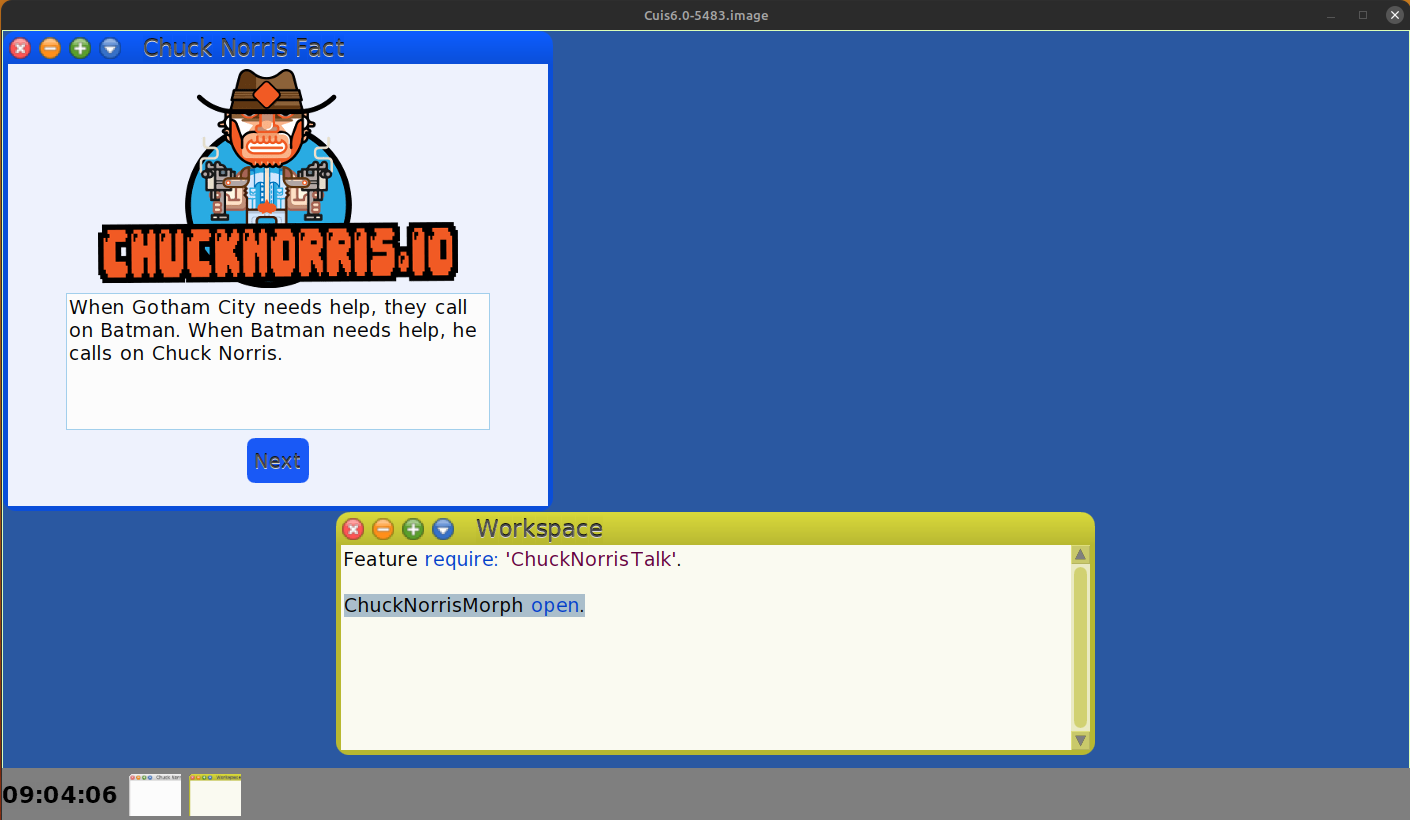 Cuis6.0-5483.image
Chuck Norris Fact
CHUCKNORRIS.IO
When Gotham City needs help, they call
on Batman. When Batman needs help, he
calls on Chuck Norris.
Next
Workspace
Feature require: 'ChuckNorrisTalk'.
ChuckNorrisMorph open.
09:04:06
Workspace